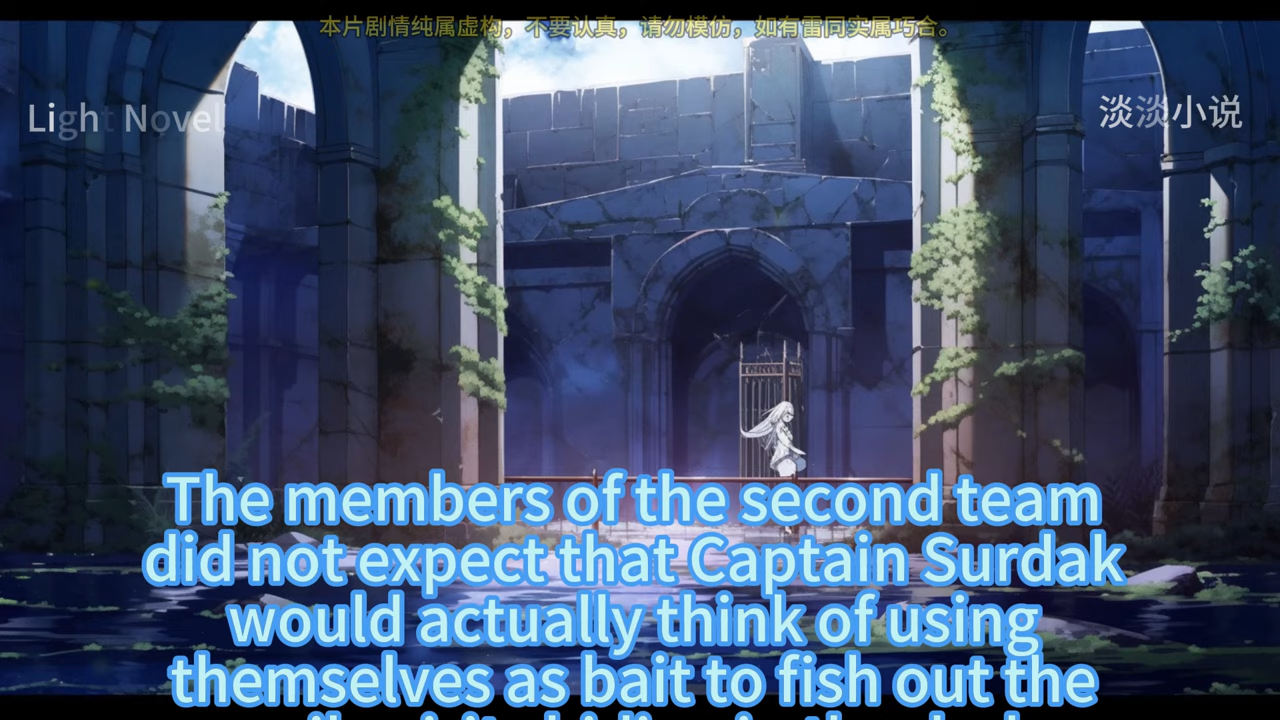 本片剧情纯属虚构，不要认真，请勿模仿，如有雷同实属巧合。
Light Novel
淡淡小说
The members of the second team
did not expect that Captain Surdak
would actually think of using
themselves as bait to fish out the